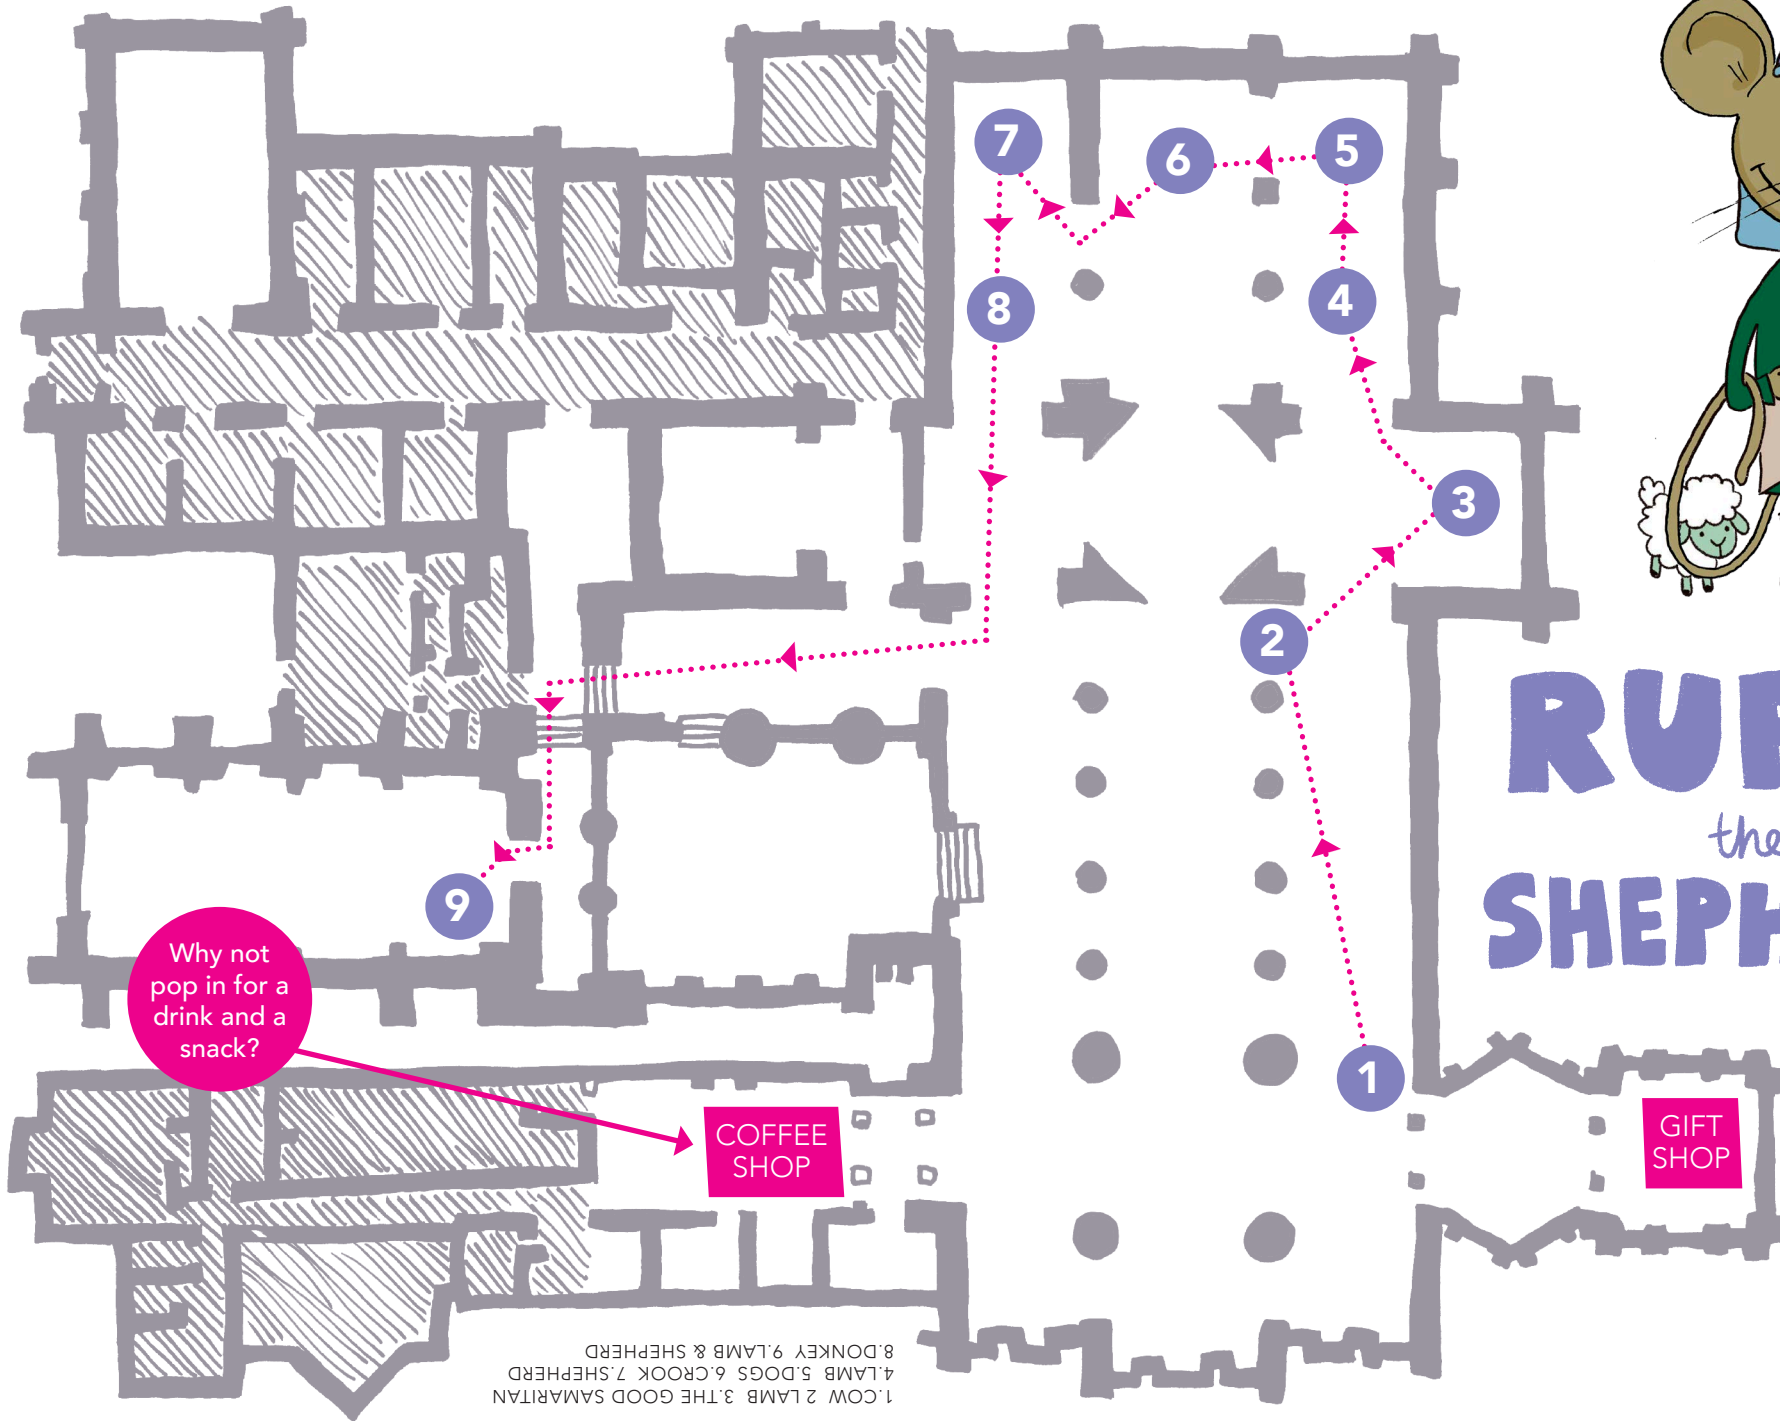 7
6
5
8
4
3
2
9
1
RUF
the
SHEPH
Why not
pop in for a
drink and a
snack?
COFFEE
SHOP
GIFT
SHOP
1.COW 2 LAMB 3.THE GOOD SAMARITAN
4.LAMB 5.DOGS 6.CROOK 7.SHEPHERD
8.DONKEY 9.LAMB & SHEPHERD